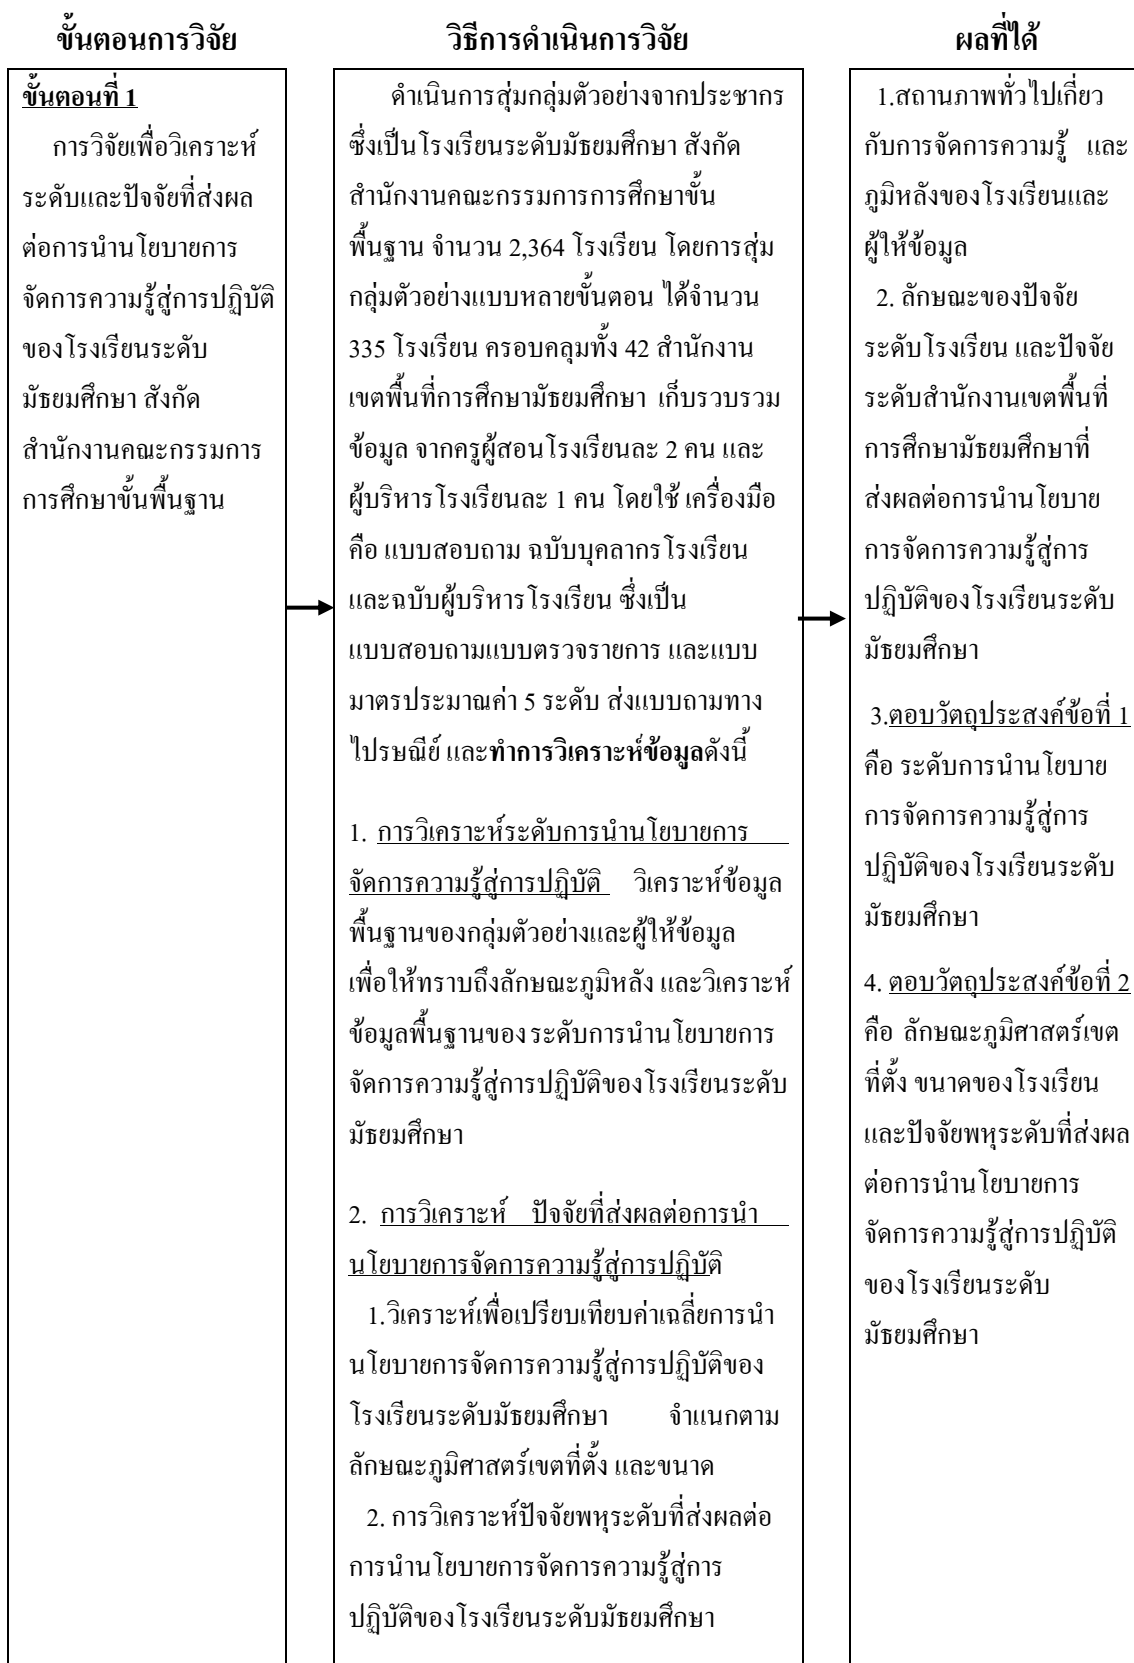 ขั้นตอนการวิจัย
วิธีการดำเนินการวิจัย
ผลที่ได้
ขั้นตอนที่ 1
การวิจัยเพื่อวิเคราะห์
ระดับและปัจจัยที่ส่งผล
ต่อการนำนโยบายการ
จัดการความรู้สู่การปฏิบัติ
ของโรงเรียนระดับ
มัธยมศึกษา สังกัด
สำนักงานคณะกรรมการ
การศึกษาขั้นพื้นฐาน
ดำเนินการสุ่มกลุ่มตัวอย่างจากประชากร
ซึ่งเป็นโรงเรียนระดับมัธยมศึกษา สังกัด
สำนักงานคณะกรรมการการศึกษาขั้น
พื้นฐาน จำนวน 2,364 โรงเรียน โดยการสุ่ม
กลุ่มตัวอย่างแบบหลายขั้นตอน ได้จำนวน
335 โรงเรียน ครอบคลุมทั้ง 42 สำนักงาน
เขตพื้นที่การศึกษามัธยมศึกษา เก็บรวบรวม
ข้อมูล จากครูผู้สอนโรงเรียนละ 2 คน และ
ผู้บริหารโรงเรียนละ 1 คน โดยใช้ เครื่องมือ
คือ แบบสอบถาม ฉบับบุคลากรโรงเรียน
และฉบับผู้บริหารโรงเรียน ซึ่งเป็น
แบบสอบถามแบบตรวจรายการ และแบบ
มาตรประมาณค่า 5 ระดับ ส่งแบบถามทาง
ไปรษณีย์ และทำการวิเคราะห์ข้อมูลดังนี้
1. การวิเคราะห์ระดับการนำนโยบายการ
จัดการความรู้สู่การปฏิบัติ วิเคราะห์ข้อมูล
พื้นฐานของกลุ่มตัวอย่างและผู้ให้ข้อมูล
เพื่อให้ทราบถึงลักษณะภูมิหลัง และวิเคราะห์
ข้อมูลพื้นฐานของ ระดับการนำนโยบายการ
จัดการความรู้สู่การปฏิบัติของโรงเรียนระดับ
มัธยมศึกษา
2. การวิเคราะห์ ปัจจัยที่ส่งผลต่อการนำ
นโยบายการจัดการความรู้สู่การปฏิบัติ
1.วิเคราะห์เพื่อเปรียบเทียบค่าเฉลี่ยการนำ
นโยบายการจัดการความรู้สู่การปฏิบัติของ
โรงเรียนระดับมัธยมศึกษา จำแนกตาม
ลักษณะภูมิศาสตร์เขตที่ตั้ง และขนาด
2. การวิเคราะห์ปัจจัยพหุระดับที่ส่งผลต่อ
การนำนโยบายการจัดการความรู้สู่การ
ปฏิบัติของโรงเรียนระดับมัธยมศึกษา
1.สถานภาพทั่วไปเกี่ยว
กับการจัดการความรู้ และ
ภูมิหลังของโรงเรียนและ
ผู้ให้ข้อมูล
2. ลักษณะของปัจจัย
ระดับโรงเรียน และปัจจัย
ระดับสำนักงานเขตพื้นที่
การศึกษามัธยมศึกษาที่
ส่งผลต่อการนำนโยบาย
การจัดการความรู้สู่การ
ปฏิบัติของโรงเรียนระดับ
มัธยมศึกษา
3.ตอบวัตถุประสงค์ข้อที่ 1
คือ ระดับการนำนโยบาย
การจัดการความรู้สู่การ
ปฏิบัติของโรงเรียนระดับ
มัธยมศึกษา
4. ตอบวัตถุประสงค์ข้อที่ 2
คือ ลักษณะภูมิศาสตร์เขต
ที่ตั้ง ขนาดของโรงเรียน
และปัจจัยพหุระดับที่ส่งผล
ต่อการนำนโยบายการ
จัดการความรู้สู่การปฏิบัติ
ของโรงเรียนระดับ
มัธยมศึกษา